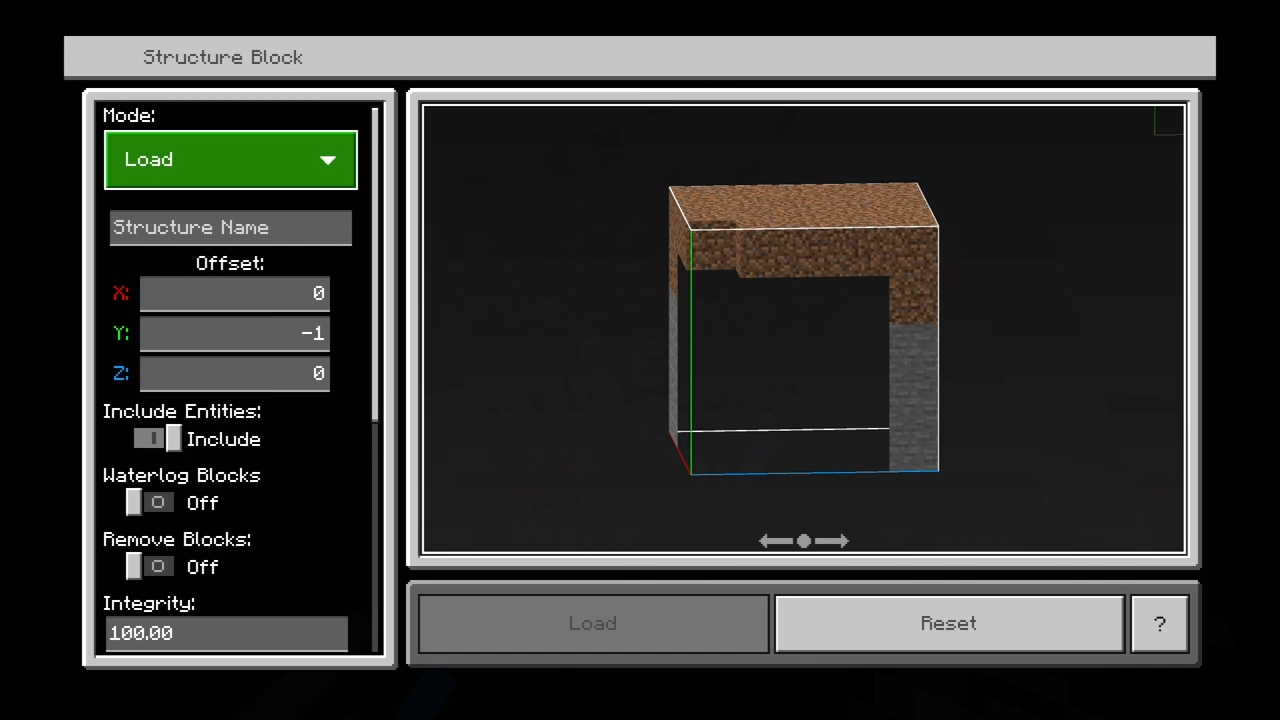 Structure Block
Mode:
Load
Structure Name
Offset:
X: 0
Y: -1
Z: 0
Include Entities:
Include
Waterlog Blocks
Off
Remove Blocks:
Off
Integrity:
100.00
Load
Reset
?